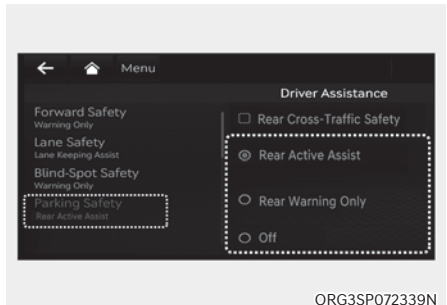 Menu
Driver Assistance
Forward Safety
Warning Only
Lane Safety
Lane Keeping Assist
Blind-Spot Safety
Warning Only
Parking Safety
Rear Active Assist
Rear Cross-Traffic Safety
Rear Active Assist
Rear Warning Only
Off
ORG3SP072339N